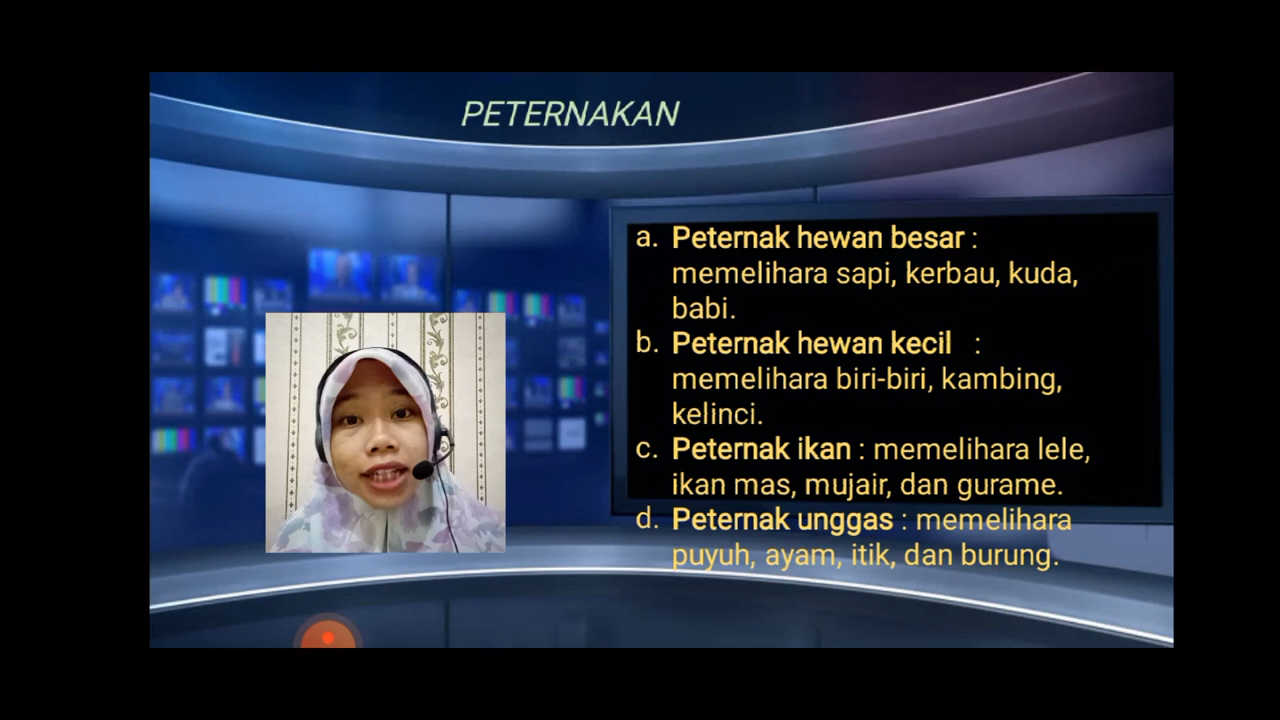 PETERNAKAN
a. Peternak hewan besar :
memelihara sapi, kerbau, kuda,
babi.
b. Peternak hewan kecil :
memelihara biri-biri, kambing,
kelinci.
c. Peternak ikan : memelihara lele,
ikan mas, mujair, dan gurame.
d. Peternak unggas : memelihara
puyuh, ayam, itik, dan burung.